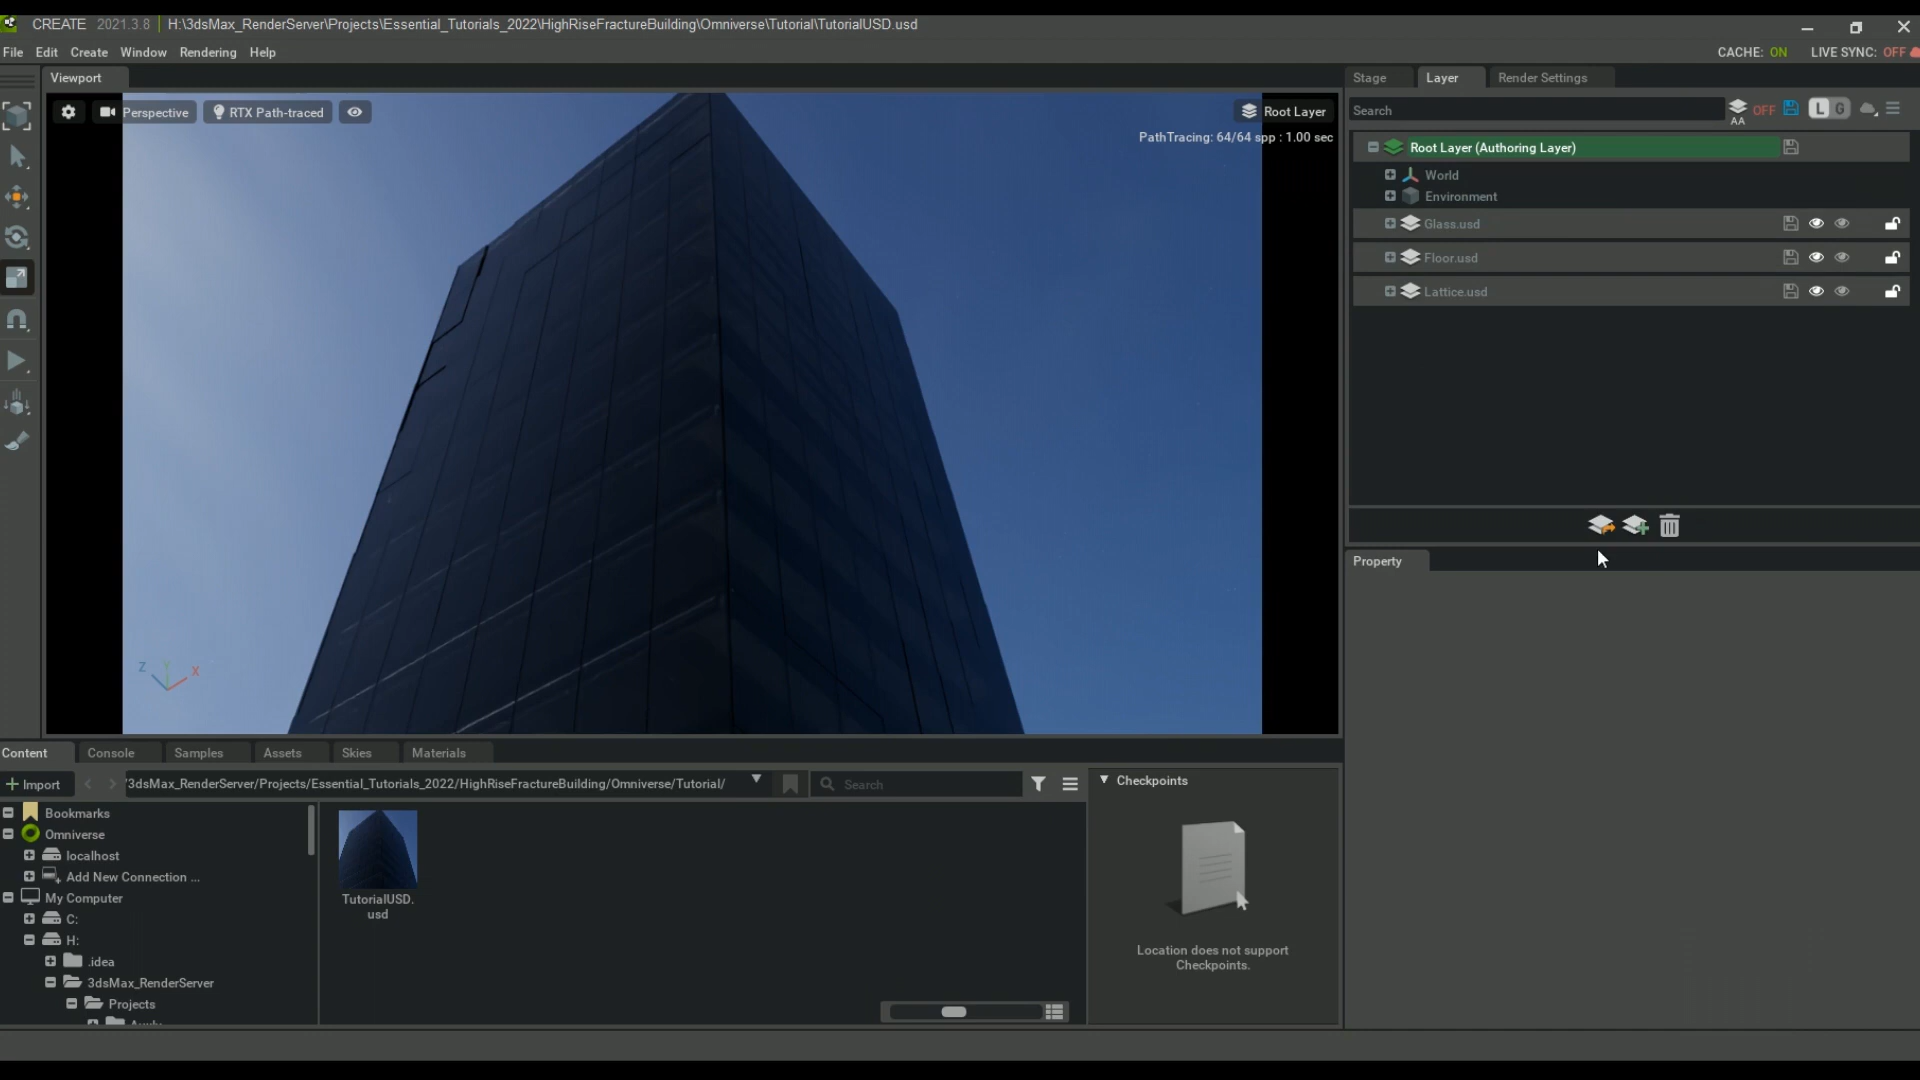 CREATE 2021.3.8 H:\3dsMax_RenderServer\Projects\Essential_Tutorials_2022\HighRiseFractureBuilding\Omniverse\Tutorial\TutorialUSD.usd
File Edit Create Window Rendering Help
CACHE: ON LIVE SYNC: OFF
Viewport
Stage Layer Render Settings
Perspective RTX Path-traced
Root Layer
PathTracing: 64/64 spp : 1.00 sec
Search
AA OFF L G
Root Layer (Authoring Layer)
World
Environment
Glass.usd
Floor.usd
Lattice.usd
Property
Z Y X
Content Console Samples Assets Skies Materials
+ Import
3dsMax_RenderServer/Projects/Essential_Tutorials_2022/HighRiseFractureBuilding/Omniverse/Tutorial/
Search
Checkpoints
Bookmarks
Omniverse
localhost
Add New Connection ...
My Computer
C:
H:
.idea
3dsMax_RenderServer
Projects
TutorialUSD.
usd
Location does not support
Checkpoints.